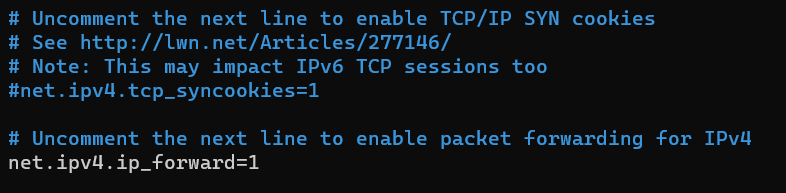 # Uncomment the next line to enable TCP/IP SYN cookies
# See http://lwn.net/Articles/277146/
# Note: This may impact IPv6 TCP sessions too
#net.ipv4.tcp_syncookies=1
# Uncomment the next line to enable packet forwarding for IPv4
net.ipv4.ip_forward=1